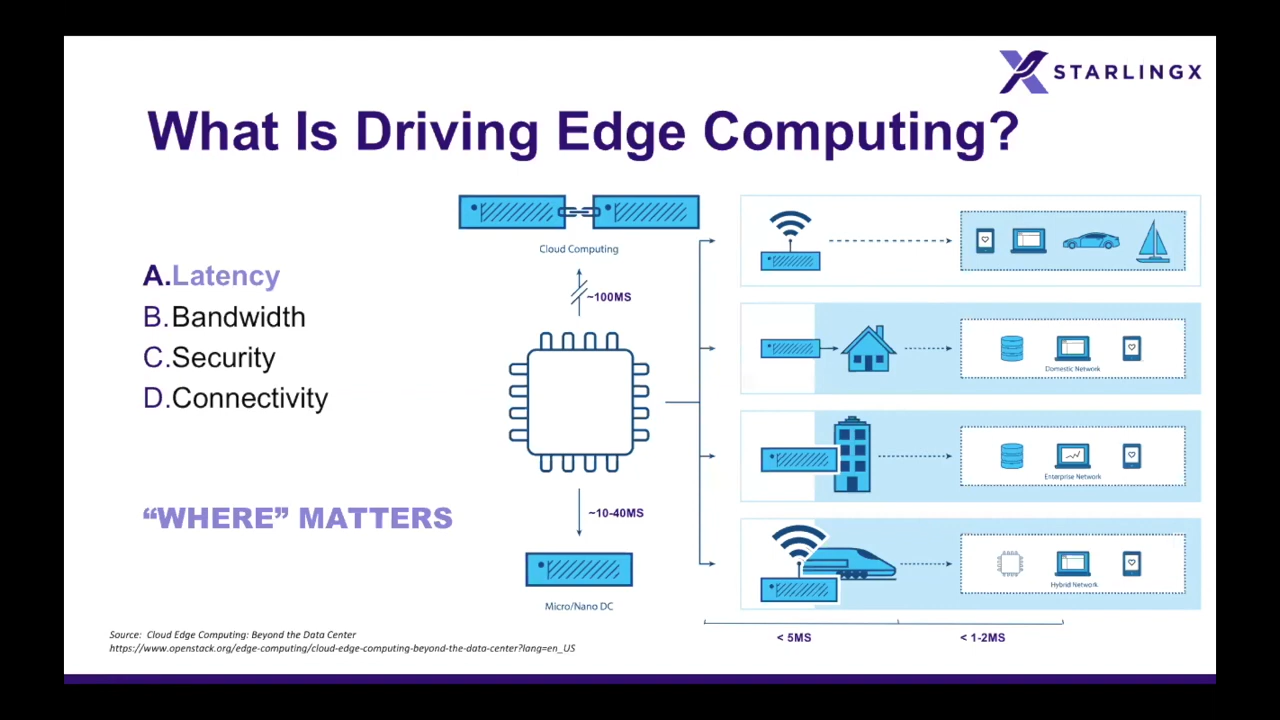 STARLINGX
What Is Driving Edge Computing?
A.Latency
B.Bandwidth
C.Security
D.Connectivity
“WHERE” MATTERS
Cloud Computing
~100MS
~10-40MS
Micro/Nano DC
Domestic Network
Enterprise Network
Hybrid Network
< 5MS
< 1-2MS
Source: Cloud Edge Computing: Beyond the Data Center
https://www.openstack.org/edge-computing/cloud-edge-computing-beyond-the-data-center?lang=en_US